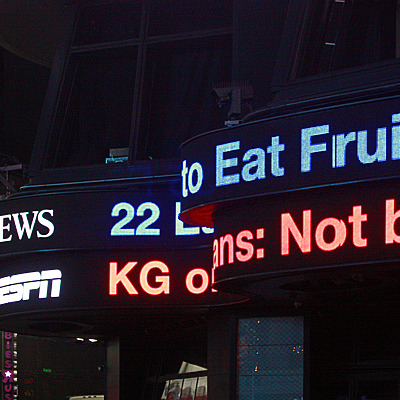 to Eat Frui
EWS 22 L
ans: Not b
ESPN KG o